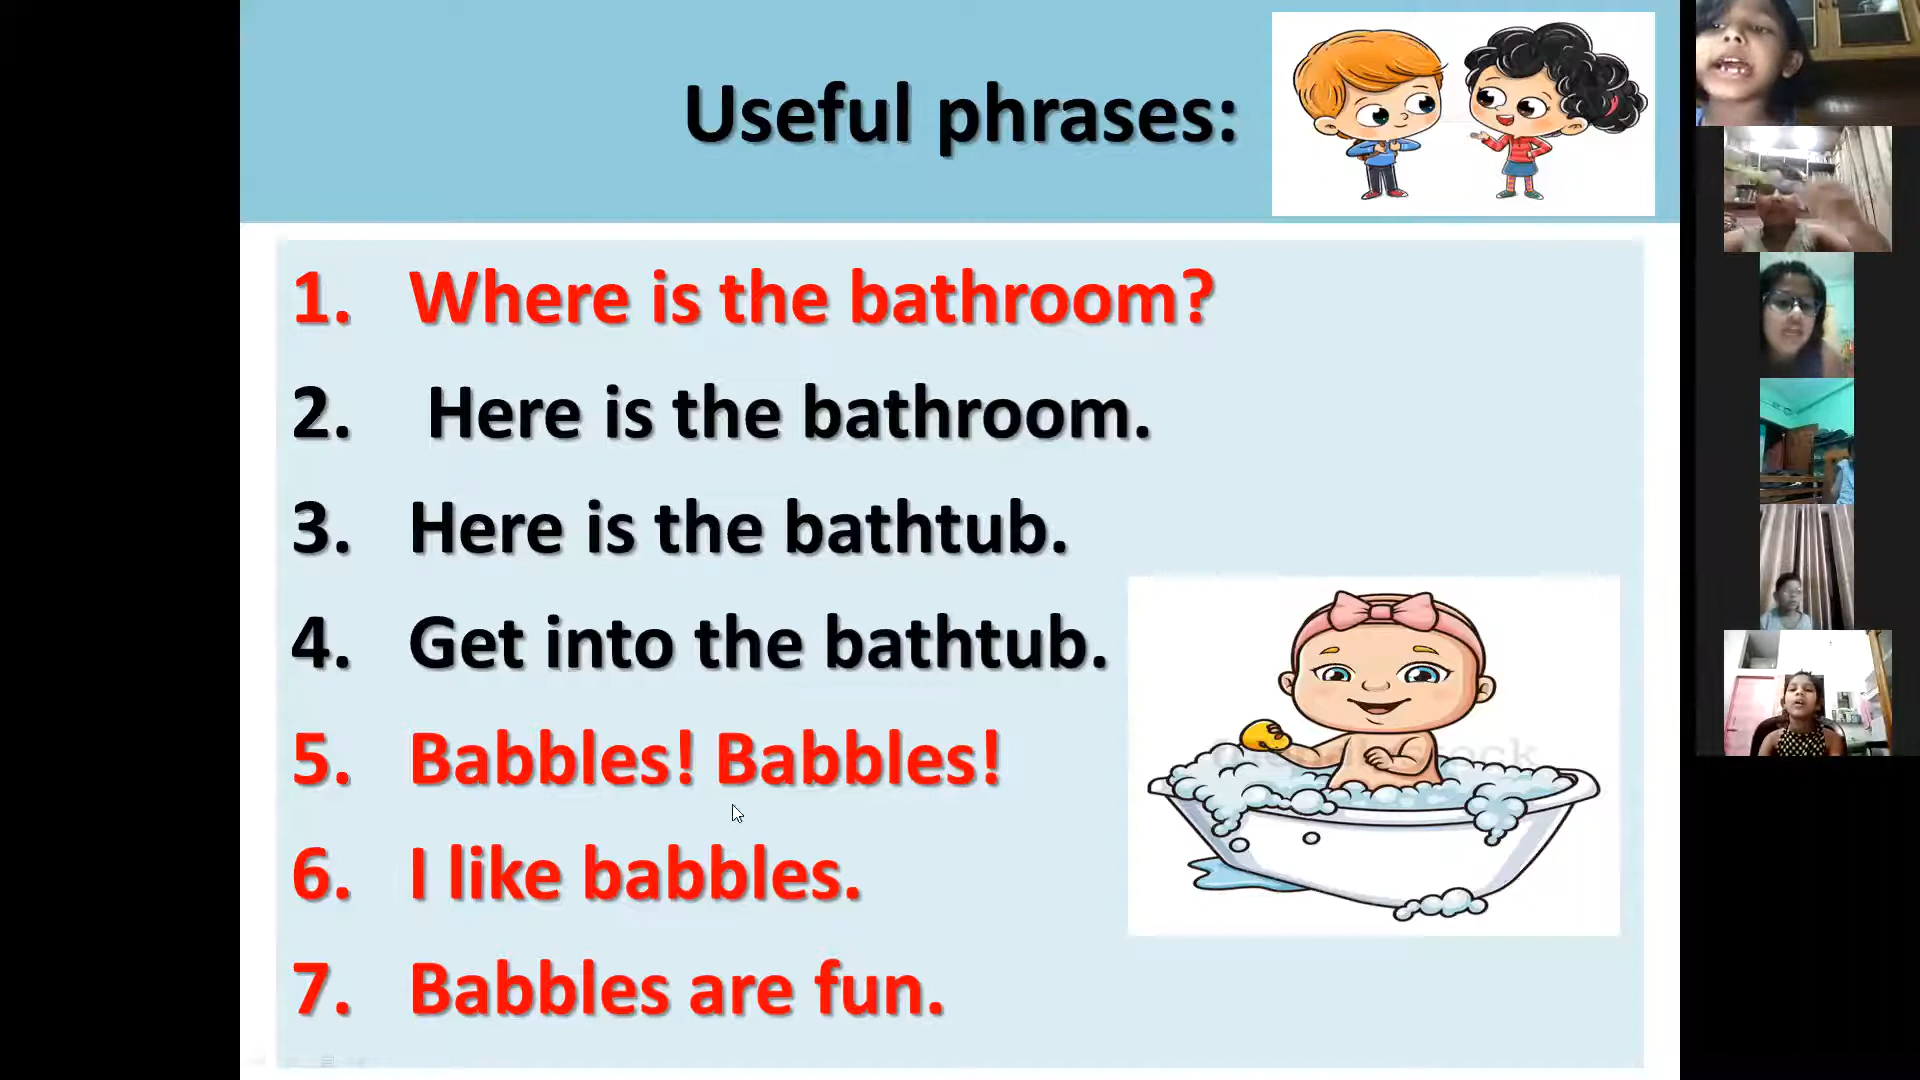 Useful phrases:
1. Where is the bathroom?
2. Here is the bathroom.
3. Here is the bathtub.
4. Get into the bathtub.
5. Babbles! Babbles!
6. I like babbles.
7. Babbles are fun.